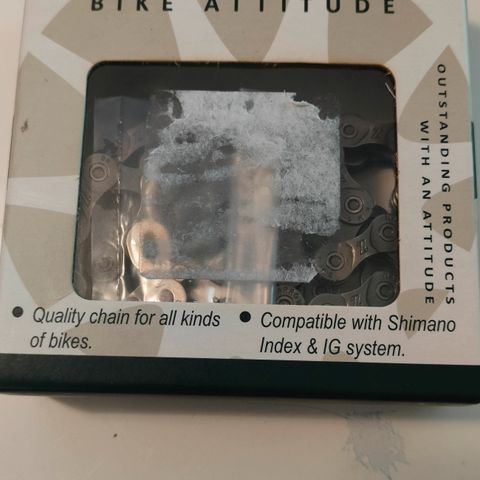 BIKE ATTITUDE
OUTSTANDING PRODUCTS
WITH AN ATTITUDE
• Quality chain for all kinds
of bikes.
• Compatible with Shimano
Index & IG system.